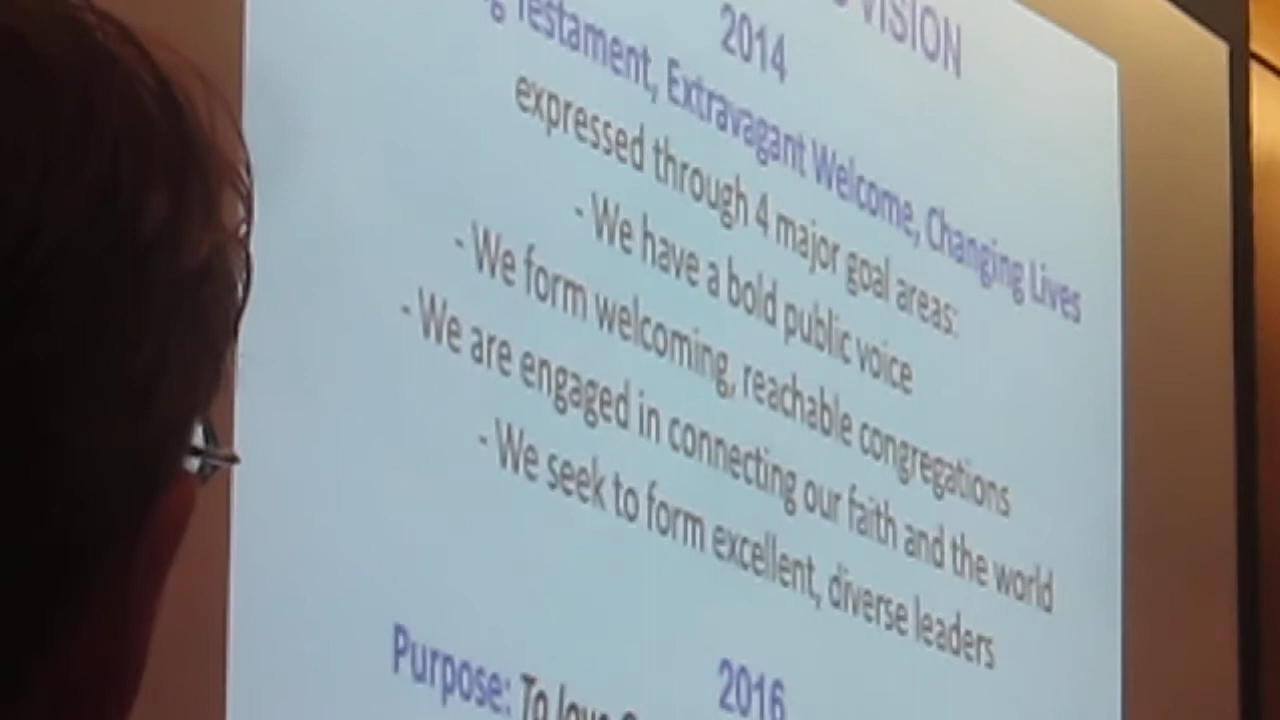 VISION
2014
Testament, Extravagant Welcome, Changing Lives
expressed through 4 major goal areas:
- We have a bold public voice
- We form welcoming, reachable congregations
- We are engaged in connecting our faith and the world
- We seek to form excellent, diverse leaders
2016
Purpose: To love